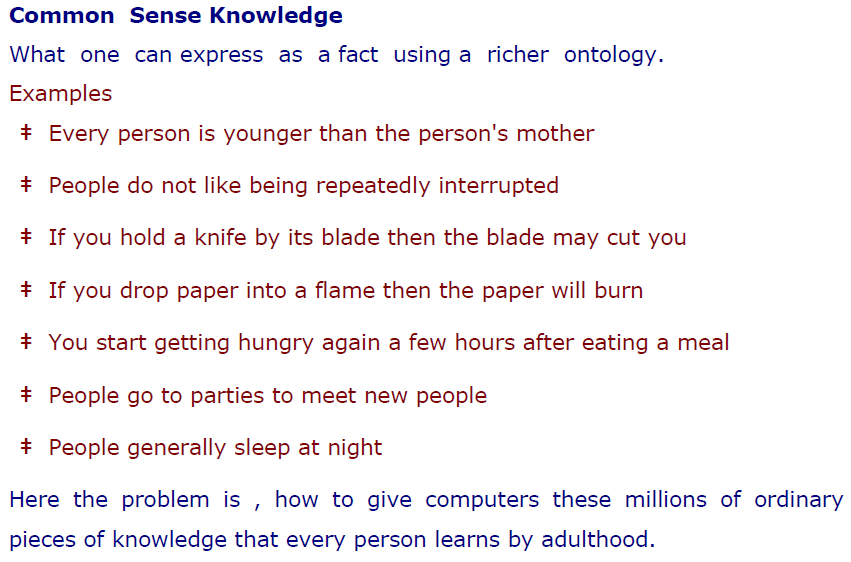 Common Sense Knowledge
What one can express as a fact using a richer ontology.
Examples
‡ Every person is younger than the person's mother
‡ People do not like being repeatedly interrupted
‡ If you hold a knife by its blade then the blade may cut you
‡ If you drop paper into a flame then the paper will burn
‡ You start getting hungry again a few hours after eating a meal
‡ People go to parties to meet new people
‡ People generally sleep at night
Here the problem is , how to give computers these millions of ordinary
pieces of knowledge that every person learns by adulthood.